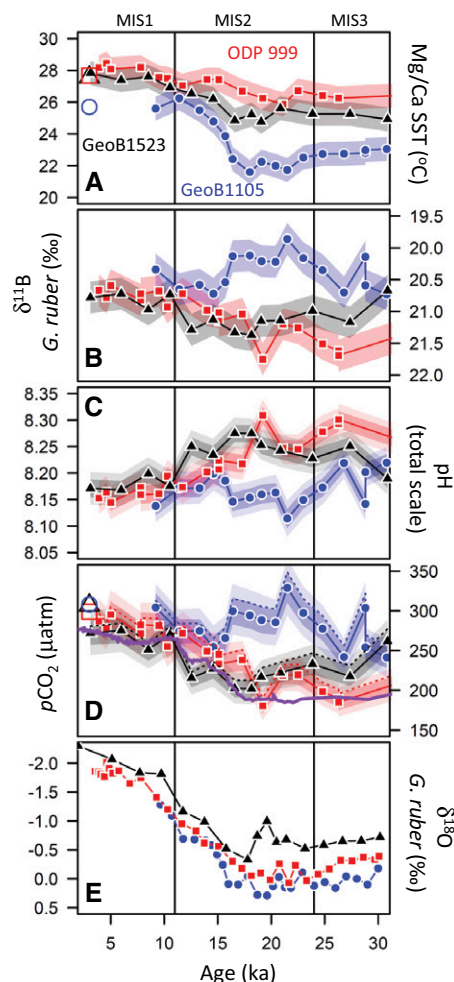 MIS1 MIS2 MIS3
30
28
26
24
22
20
ODP 999
GeoB1523
GeoB1105
A
Mg/Ca SST (°C)
δ¹¹B
G. ruber (‰)
B
19.5
20.0
20.5
21.0
21.5
22.0
8.35
8.30
8.25
8.20
8.15
8.10
8.05
C
pH
(total scale)
pCO₂ (µatm)
D
350
300
250
200
150
-2.0
-1.5
-1.0
-0.5
0.0
0.5
E
δ¹⁸O
G. ruber (‰)
5 10 15 20 25 30
Age (ka)